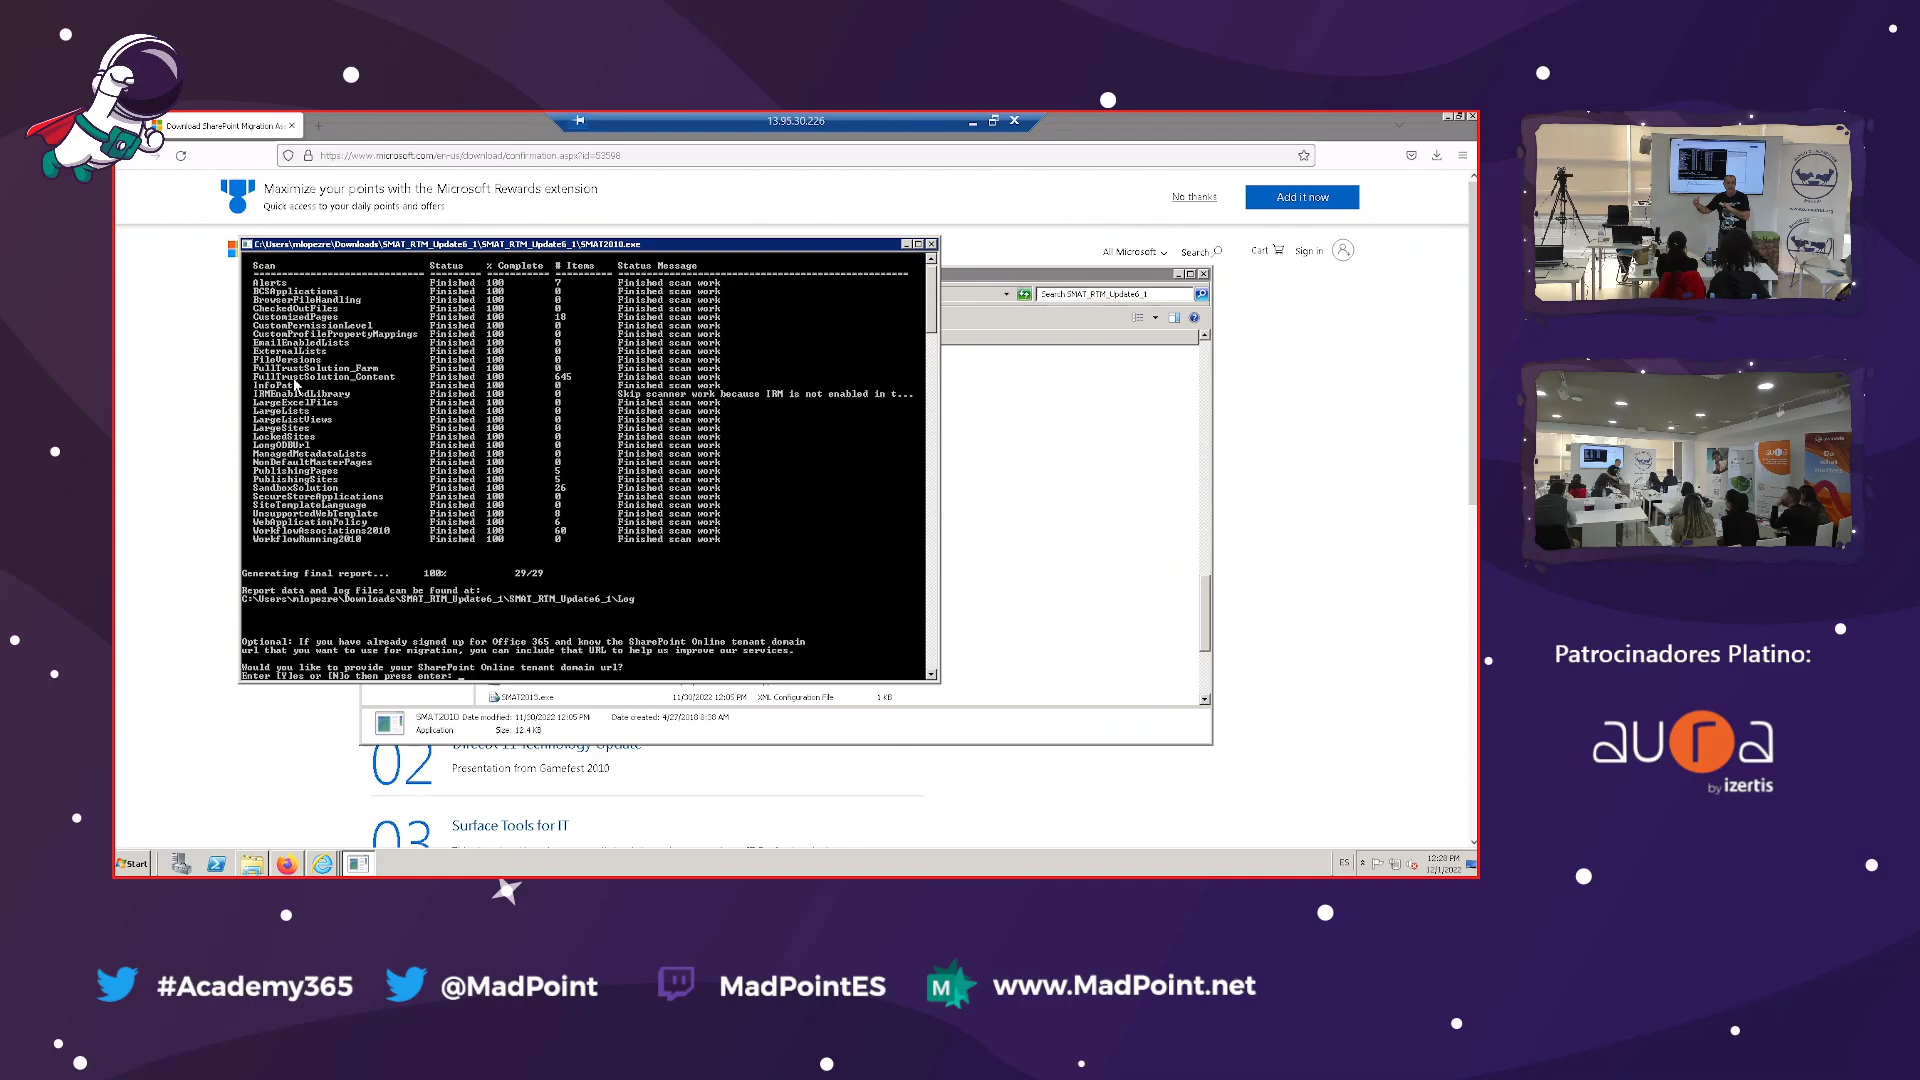 Download SharePoint Migration As
13.95.30.226
https://www.microsoft.com/en-us/download/confirmation.aspx?id=53598
Maximize your points with the Microsoft Rewards extension
Quick access to your daily points and offers
No thanks
Add it now
All Microsoft
Search
Cart
Sign in
C:\Users\mlopezre\Downloads\SMAT_RTM_Update6_1\SMAT_RTM_Update6_1\SMAT2010.exe
Scan Status % Complete # Items Status Message
Alerts Finished 100 7 Finished scan work
BCSApplications Finished 100 0 Finished scan work
BrowserFileHandling Finished 100 0 Finished scan work
CheckedOutFiles Finished 100 0 Finished scan work
CustomizedPages Finished 100 18 Finished scan work
CustomPermissionLevel Finished 100 0 Finished scan work
CustomProfilePropertyMappings Finished 100 0 Finished scan work
EmailEnabledLists Finished 100 0 Finished scan work
ExternalLists Finished 100 0 Finished scan work
FileVersions Finished 100 0 Finished scan work
FullTrustSolution_Farm Finished 100 0 Finished scan work
FullTrustSolution_Content Finished 100 645 Finished scan work
InfoPath Finished 100 0 Finished scan work
IRMEnabledLibrary Finished 100 0 Skip scanner work because IRM is not enabled in t...
LargeExcelFiles Finished 100 0 Finished scan work
LargeLists Finished 100 0 Finished scan work
LargeListViews Finished 100 0 Finished scan work
LargeSites Finished 100 0 Finished scan work
LockedSites Finished 100 0 Finished scan work
LongODBUrl Finished 100 0 Finished scan work
ManagedMetadataLists Finished 100 0 Finished scan work
NonDefaultMasterPages Finished 100 0 Finished scan work
PublishingPages Finished 100 5 Finished scan work
PublishingSites Finished 100 5 Finished scan work
SandboxSolution Finished 100 26 Finished scan work
SecureStoreApplications Finished 100 0 Finished scan work
SiteTemplateLanguage Finished 100 0 Finished scan work
UnsupportedWebTemplate Finished 100 8 Finished scan work
WebApplicationPolicy Finished 100 6 Finished scan work
WorkflowAssociations2010 Finished 100 60 Finished scan work
WorkflowRunning2010 Finished 100 0 Finished scan work
Generating final report... 100% 29/29
Report data and log files can be found at:
C:\Users\mlopezre\Downloads\SMAT_RTM_Update6_1\SMAT_RTM_Update6_1\Log
Optional: If you have already signed up for Office 365 and know the SharePoint Online tenant domain
url that you want to use for migration, you can include that URL to help us improve our services.
Would you like to provide your SharePoint Online tenant domain url?
Enter [Y]es or [N]o then press enter: _
Search SMAT_RTM_Update6_1
SMAT2013.exe 11/30/2022 12:05 PM XML Configuration File 1 KB
SMAT2010 Date modified: 11/30/2022 12:05 PM Date created: 4/27/2018 8:38 AM
Application Size: 12.4 KB
02 DirectX 11 Technology Update
Presentation from Gamefest 2010
03 Surface Tools for IT
Start
ES
12:28 PM
12/1/2022
Do
what
matters
Patrocinadores Platino:
aura
by izertis
#Academy365
@MadPoint
MadPointES
M
www.MadPoint.net